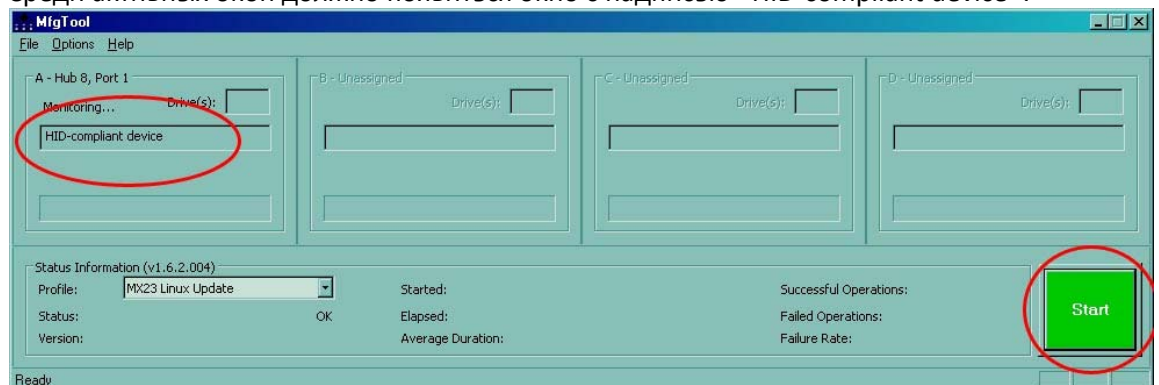 среди активных окон должно появиться окно с надписью "HID-compliant device".
MfgTool
File Options Help
A - Hub 8, Port 1
B - Unassigned
C - Unassigned
D - Unassigned
Monitoring... Drive(s):
Drive(s):
Drive(s):
Drive(s):
HID-compliant device
Status Information (v1.6.2.004)
Profile: MX23 Linux Update Started: Successful Operations:
Status: OK Elapsed: Failed Operations:
Version: Average Duration: Failure Rate:
Start
Ready